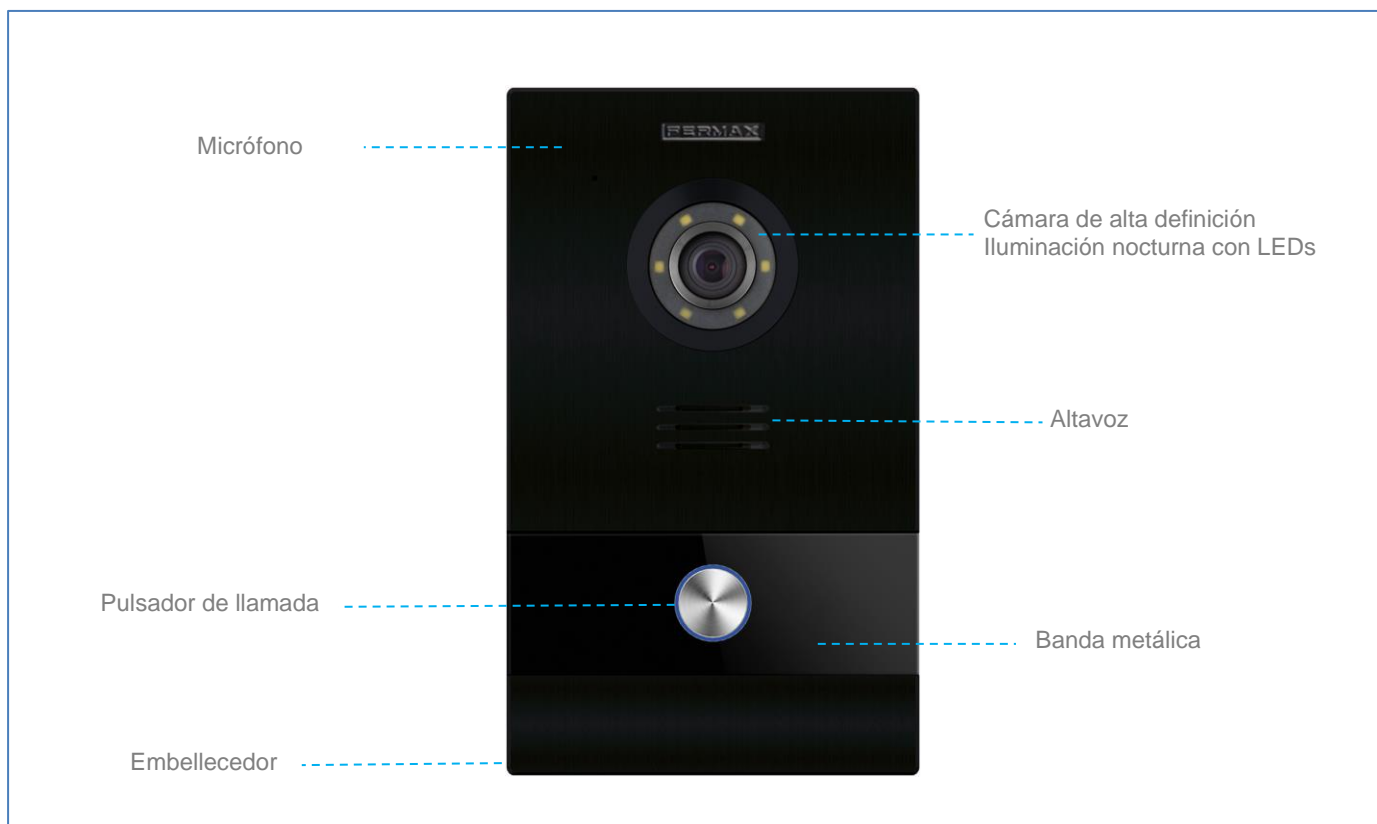 FERMAX
Micrófono
Cámara de alta definición
Iluminación nocturna con LEDs
Altavoz
Pulsador de llamada
Banda metálica
Embellecedor